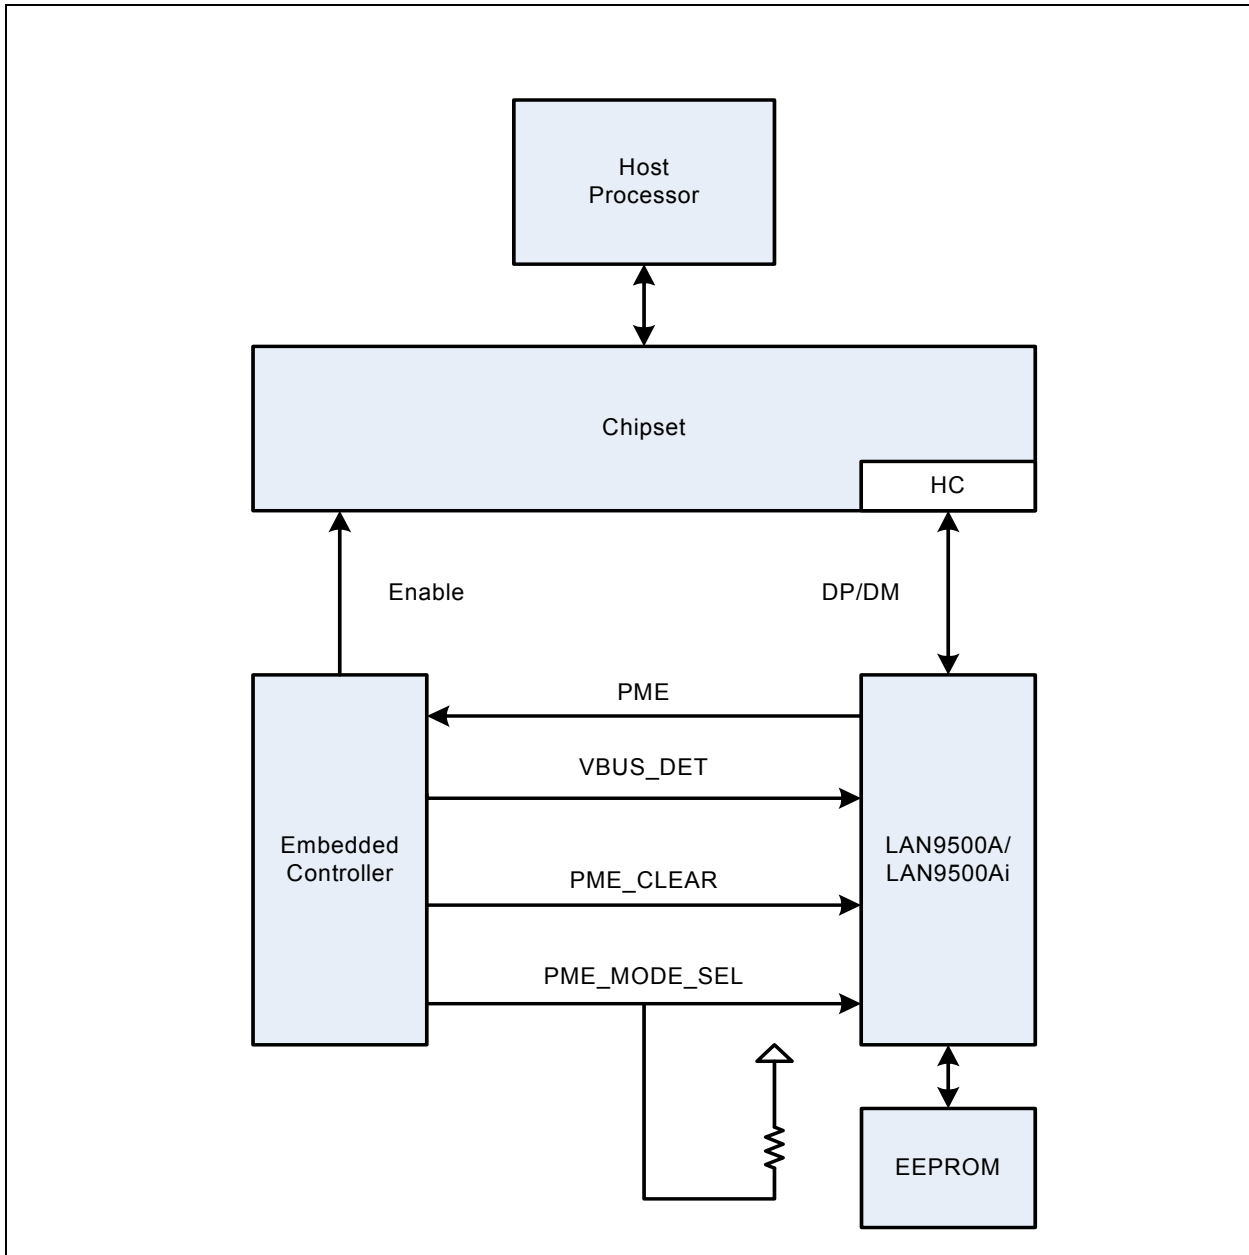 Host
Processor
Chipset
HC
Enable
DP/DM
PME
VBUS_DET
Embedded
Controller
LAN9500A/
LAN9500Ai
PME_CLEAR
PME_MODE_SEL
EEPROM